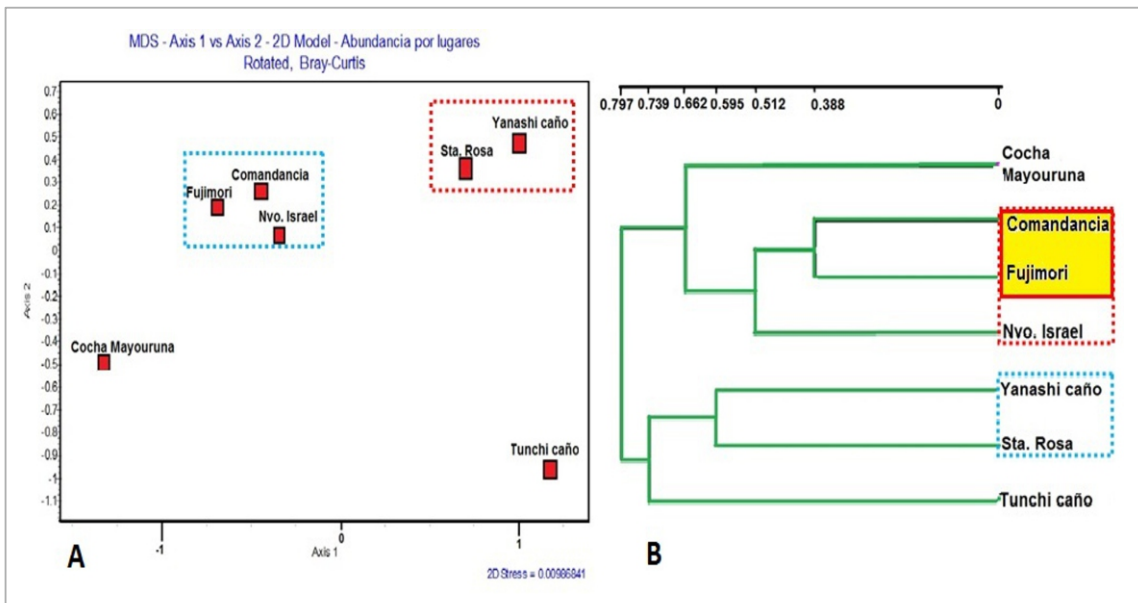 MDS - Axis 1 vs Axis 2 - 2D Model - Abundancia por lugares
Rotated, Bray-Curtis
0.7
0.6
0.5
0.4
0.3
0.2
0.1
0
-0.1
-0.2
-0.3
-0.4
-0.5
-0.6
-0.7
-0.8
-0.9
-1
-1.1
Axis 2
Yanashi caño
Sta. Rosa
Comandancia
Fujimori
Nvo. Israel
Cocha Mayouruna
Tunchi caño
-1 0 1
Axis 1
2D Stress = 0.00986841
A
0.797 0.739 0.662 0.595 0.512 0.388 0
Cocha
Mayouruna
Comandancia
Fujimori
Nvo. Israel
Yanashi caño
Sta. Rosa
Tunchi caño
B